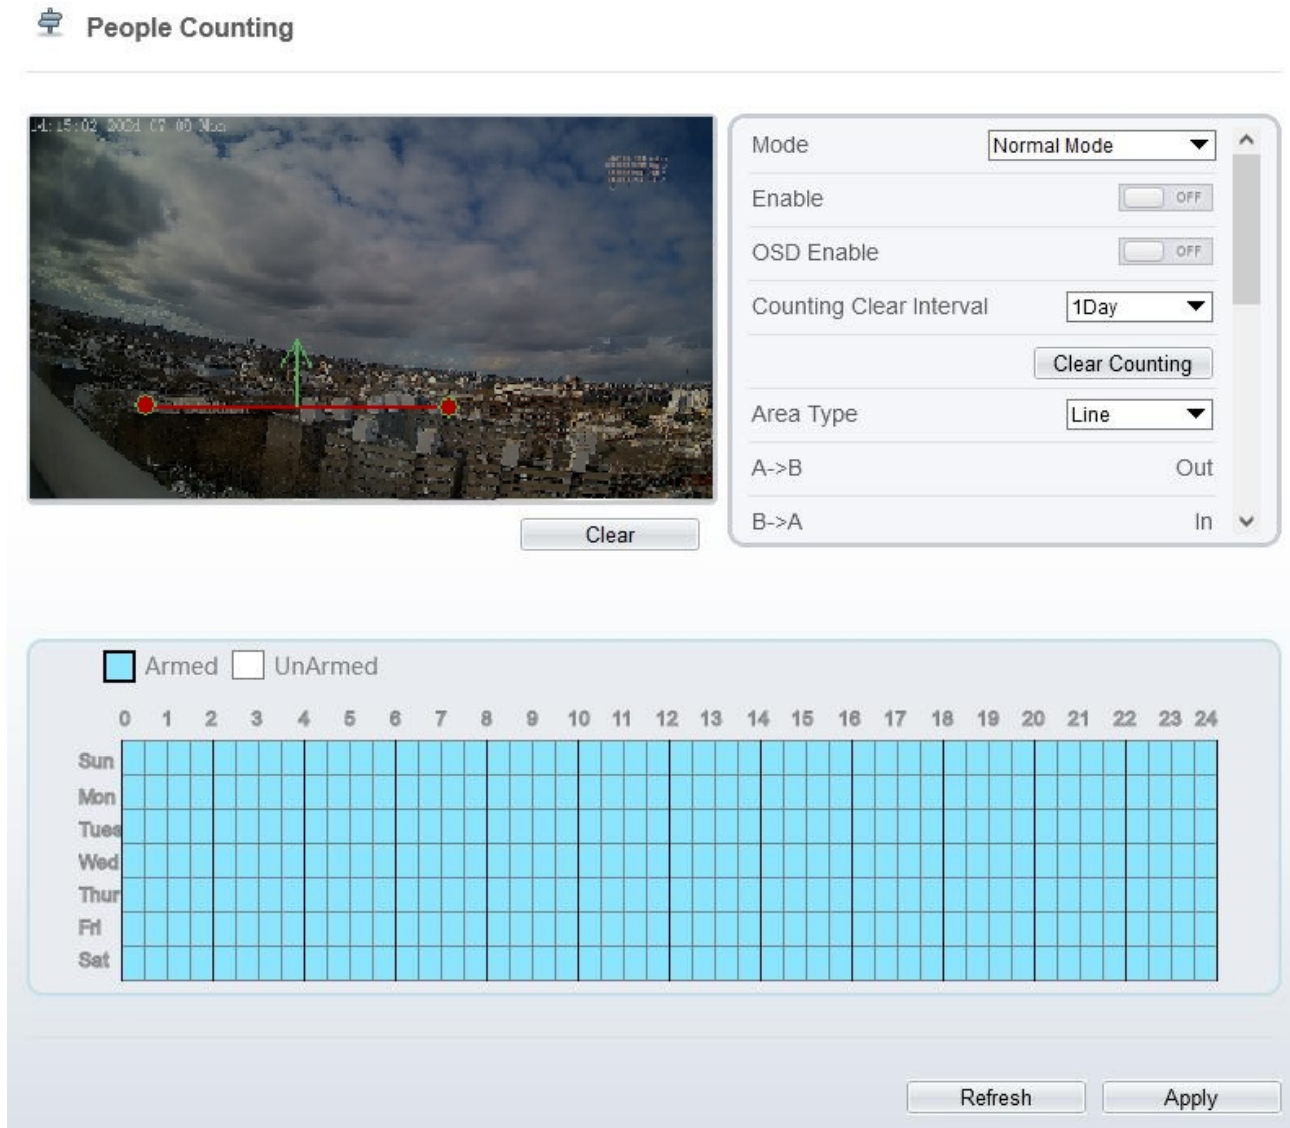 People Counting
Mode
Normal Mode
Enable
OFF
OSD Enable
OFF
Counting Clear Interval
1Day
Clear Counting
Area Type
Line
A->B
Out
B->A
In
Clear
Armed
UnArmed
0 1 2 3 4 5 6 7 8 9 10 11 12 13 14 15 16 17 18 19 20 21 22 23 24
Sun
Mon
Tues
Wed
Thur
Fri
Sat
Refresh
Apply